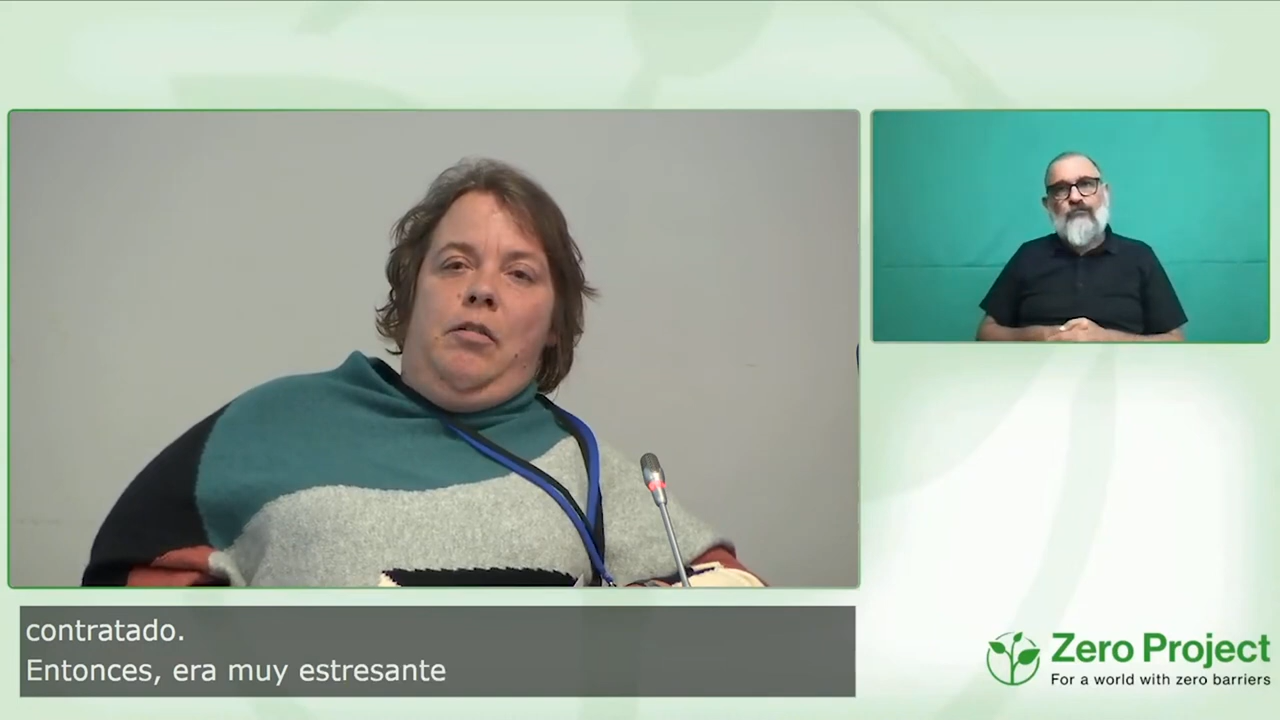 contratado.
Entonces, era muy estresante
Zero Project
For a world with zero barriers